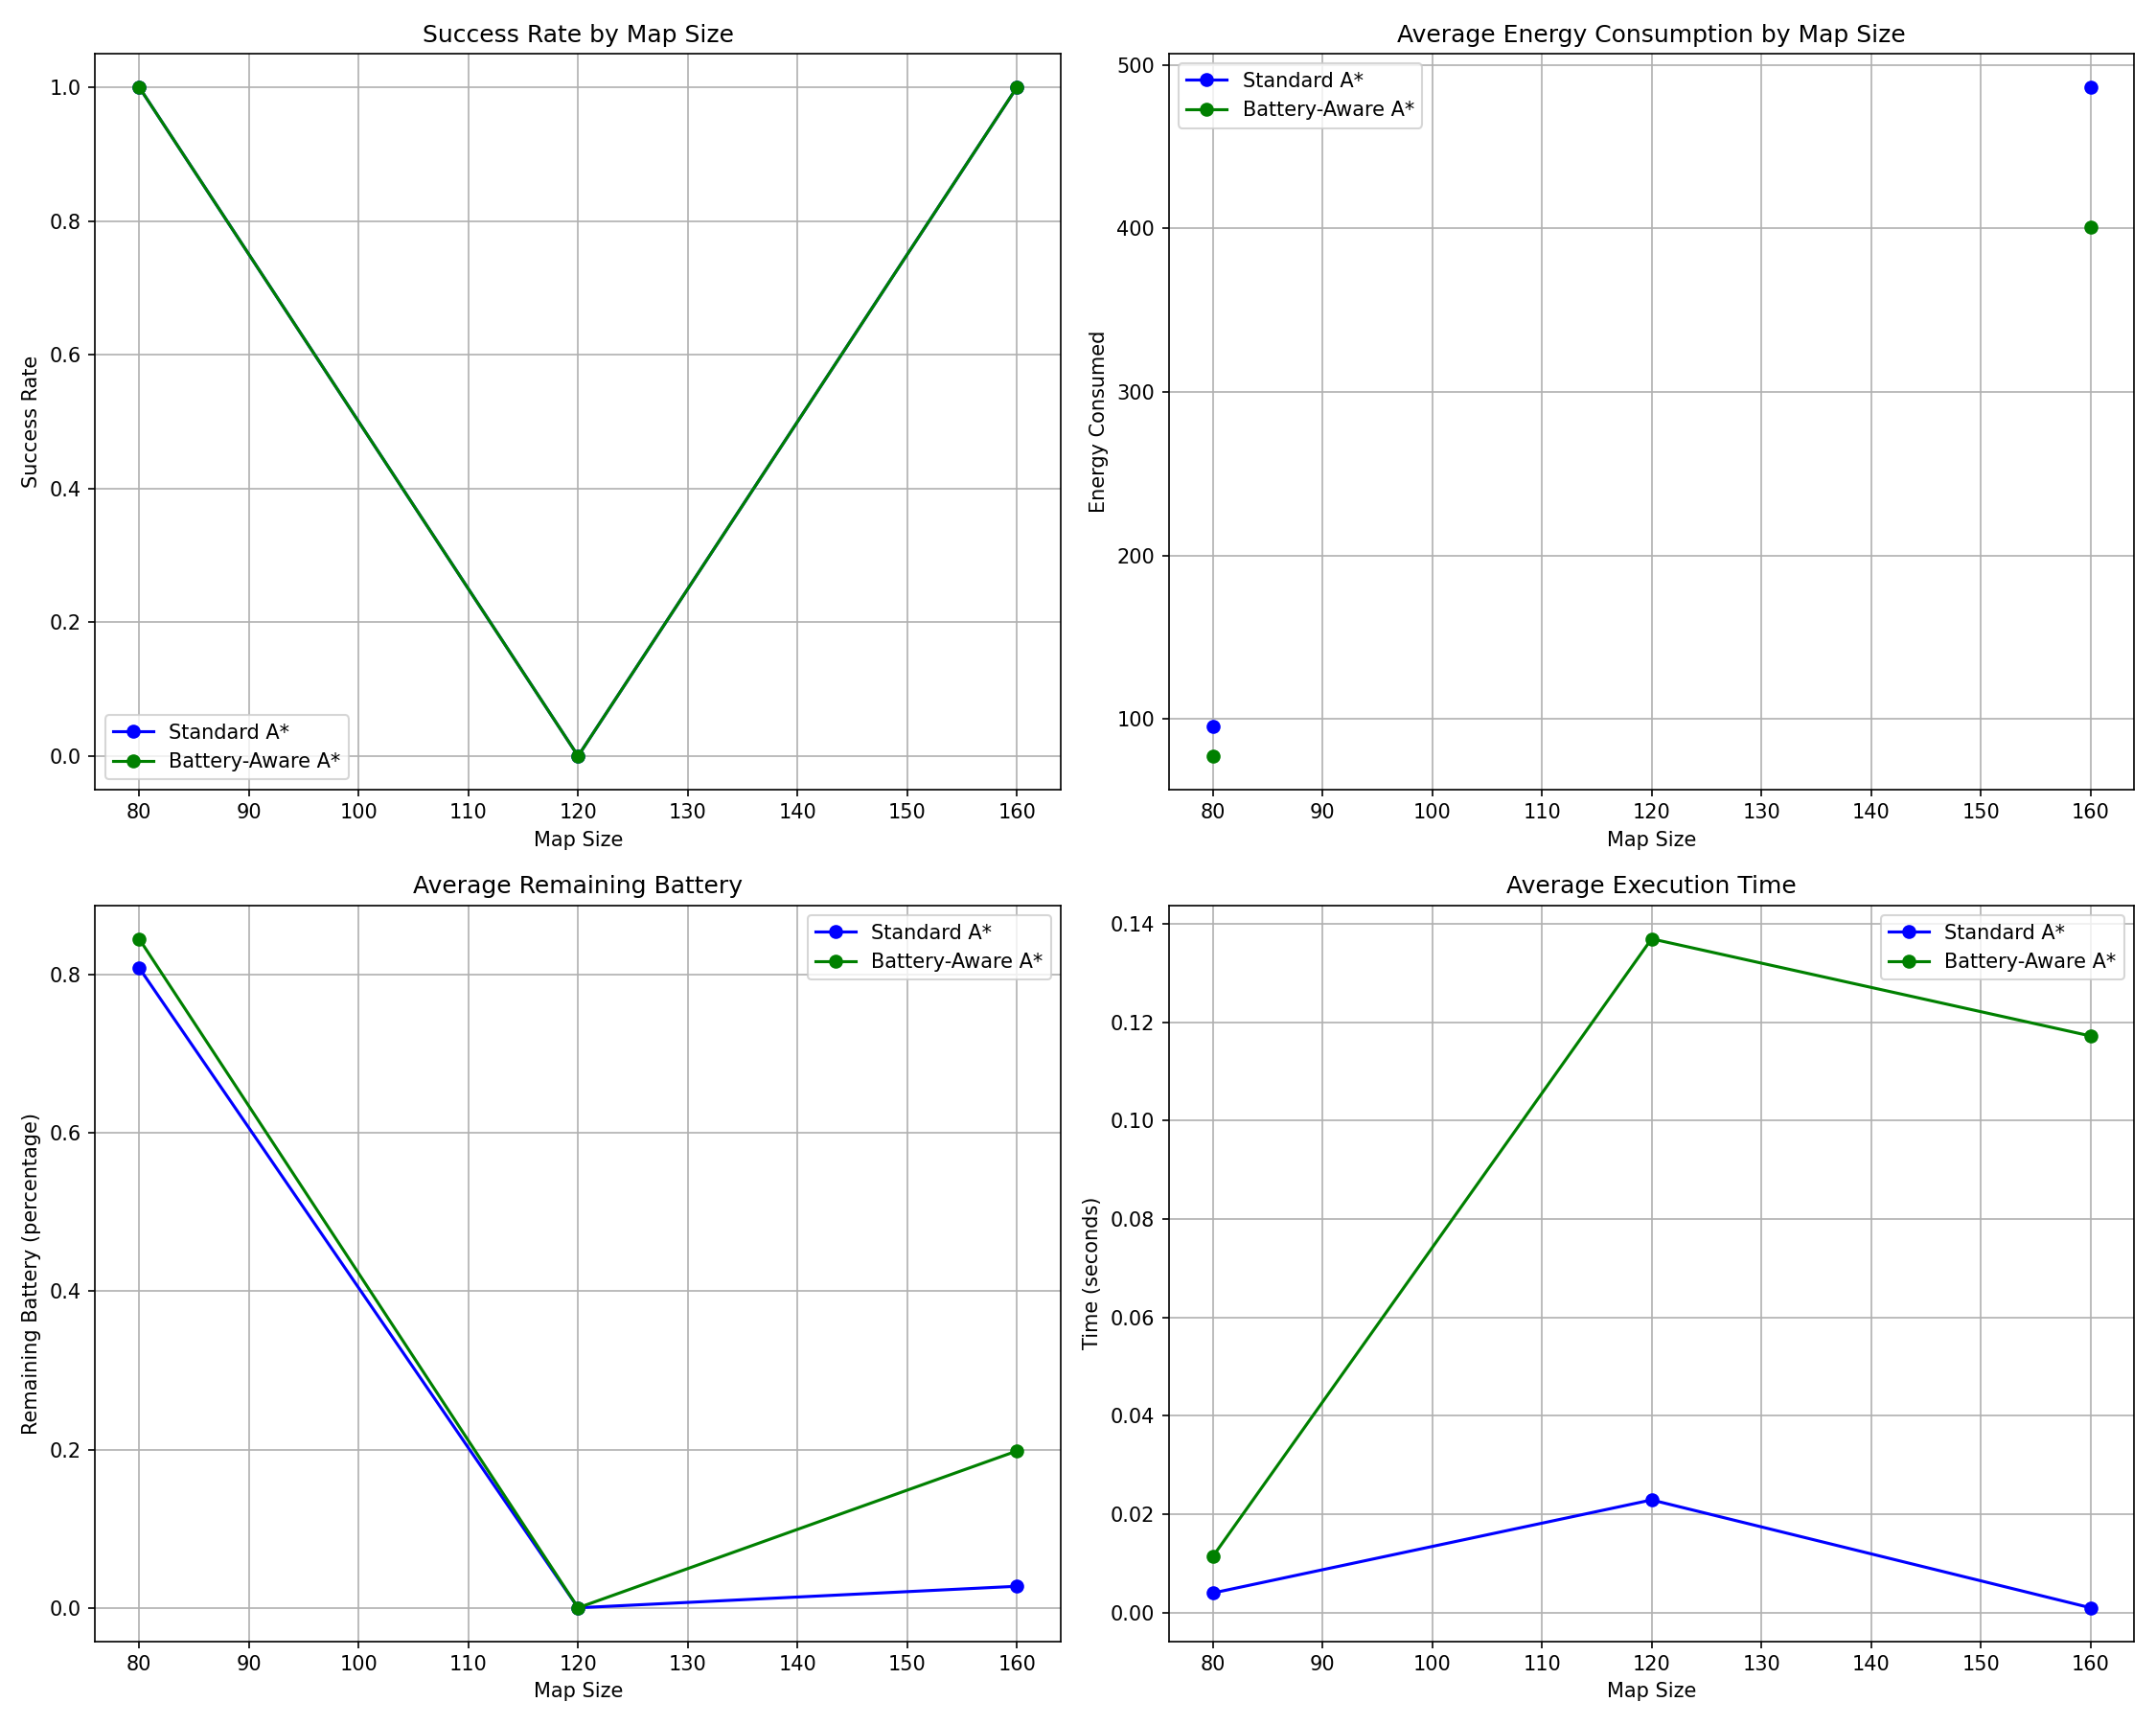 Success Rate by Map Size
Success Rate
1.0
0.8
0.6
0.4
0.2
0.0
Standard A*
Battery-Aware A*
80 90 100 110 120 130 140 150 160
Map Size
Average Energy Consumption by Map Size
Energy Consumed
500
400
300
200
100
Standard A*
Battery-Aware A*
80 90 100 110 120 130 140 150 160
Map Size
Average Remaining Battery
Remaining Battery (percentage)
0.8
0.6
0.4
0.2
0.0
Standard A*
Battery-Aware A*
80 90 100 110 120 130 140 150 160
Map Size
Average Execution Time
Time (seconds)
0.14
0.12
0.10
0.08
0.06
0.04
0.02
0.00
Standard A*
Battery-Aware A*
80 90 100 110 120 130 140 150 160
Map Size